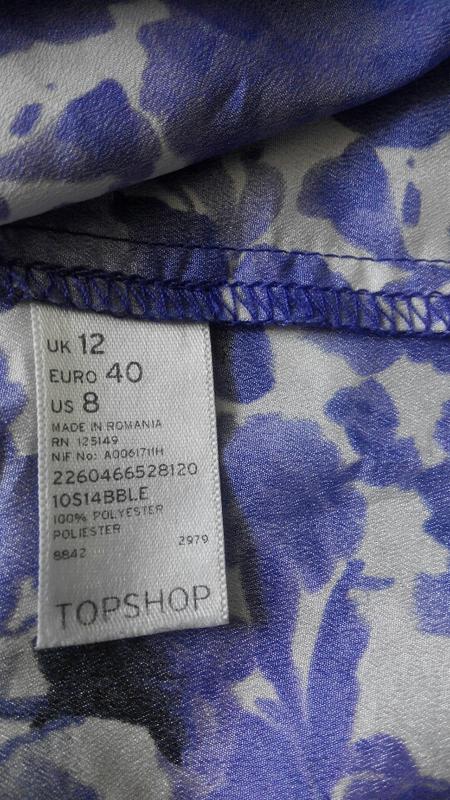 UK 12
EURO 40
US 8
MADE IN ROMANIA
RN 125149
NIF No: A0061711H
2260466528120
10S14BBLE
100% POLYESTER
POLIESTER
8842 2979
TOPSHOP